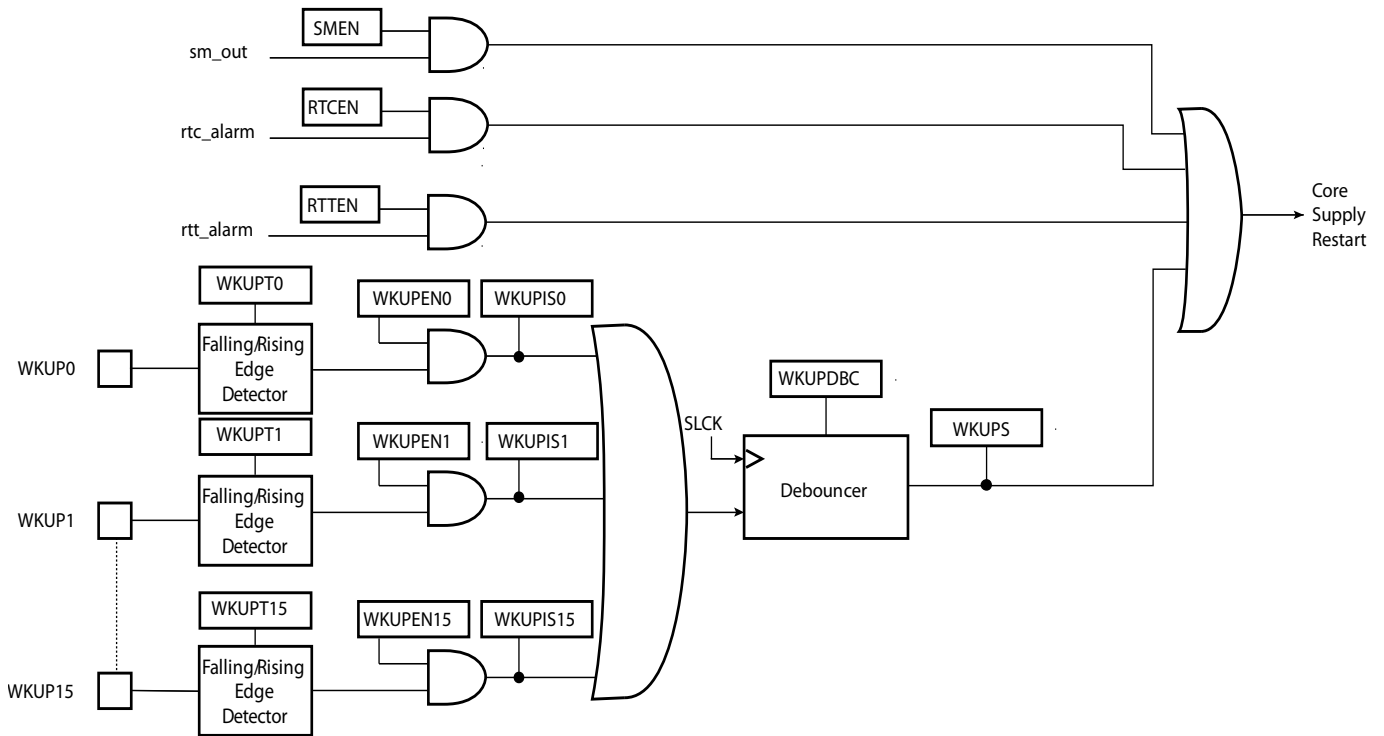 SMEN
sm_out
RTCEN
rtc_alarm
RTTEN
rtt_alarm
Core
Supply
Restart
WKUPT0
WKUPEN0
WKUPIS0
Falling/Rising
Edge
Detector
WKUP0
WKUPDBC
WKUPT1
WKUPEN1
WKUPIS1
SLCK
WKUPS
Falling/Rising
Edge
Detector
WKUP1
Debouncer
WKUPT15
WKUPEN15
WKUPIS15
Falling/Rising
Edge
Detector
WKUP15